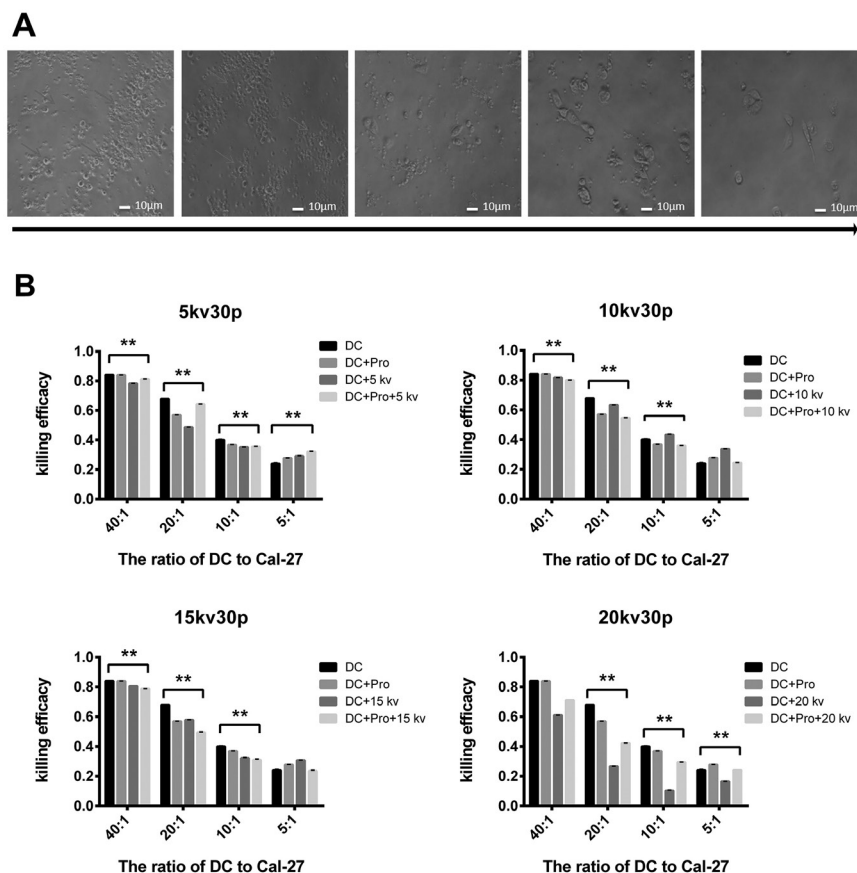 A
10μm 10μm 10μm 10μm 10μm
B
5kv30p
killing efficacy
1.0
0.8
0.6
0.4
0.2
0.0
** ** ** **
40:1 20:1 10:1 5:1
The ratio of DC to Cal-27
DC
DC+Pro
DC+5 kv
DC+Pro+5 kv
10kv30p
killing efficacy
1.0
0.8
0.6
0.4
0.2
0.0
** ** **
40:1 20:1 10:1 5:1
The ratio of DC to Cal-27
DC
DC+Pro
DC+10 kv
DC+Pro+10 kv
15kv30p
killing efficacy
1.0
0.8
0.6
0.4
0.2
0.0
** ** **
40:1 20:1 10:1 5:1
The ratio of DC to Cal-27
DC
DC+Pro
DC+15 kv
DC+Pro+15 kv
20kv30p
killing efficacy
1.0
0.8
0.6
0.4
0.2
0.0
** ** **
40:1 20:1 10:1 5:1
The ratio of DC to Cal-27
DC
DC+Pro
DC+20 kv
DC+Pro+20 kv